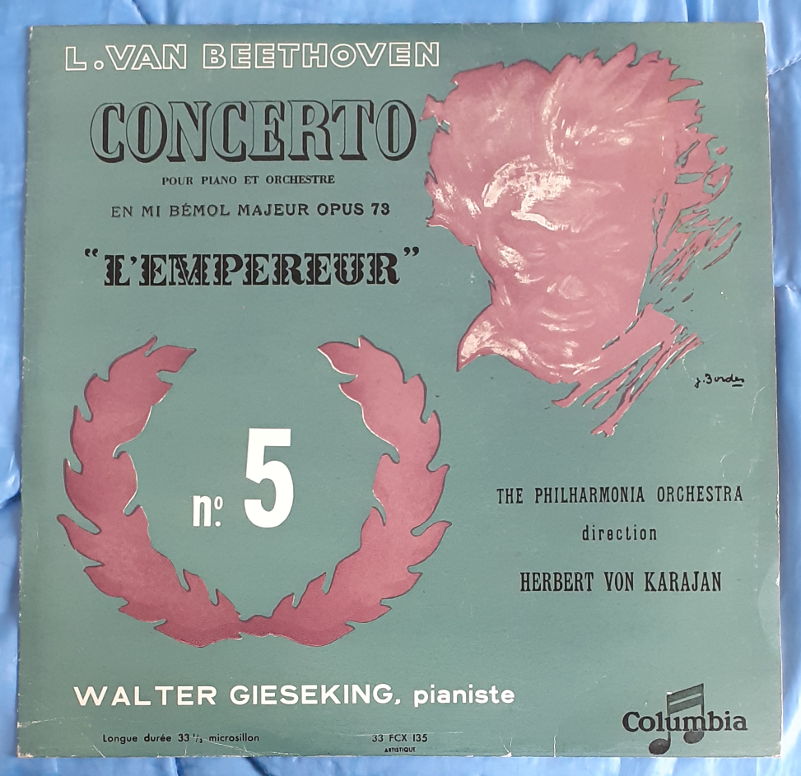 L. VAN BEETHOVEN
CONCERTO
POUR PIANO ET ORCHESTRE
EN MI BÉMOL MAJEUR OPUS 73
"L'EMPEREUR"
J. Bordes
nº. 5
THE PHILHARMONIA ORCHESTRA
direction
HERBERT VON KARAJAN
WALTER GIESEKING, pianiste
Columbia
Longue durée 33 1/3 microsillon
33 FCX 135
ARTISTIQUE